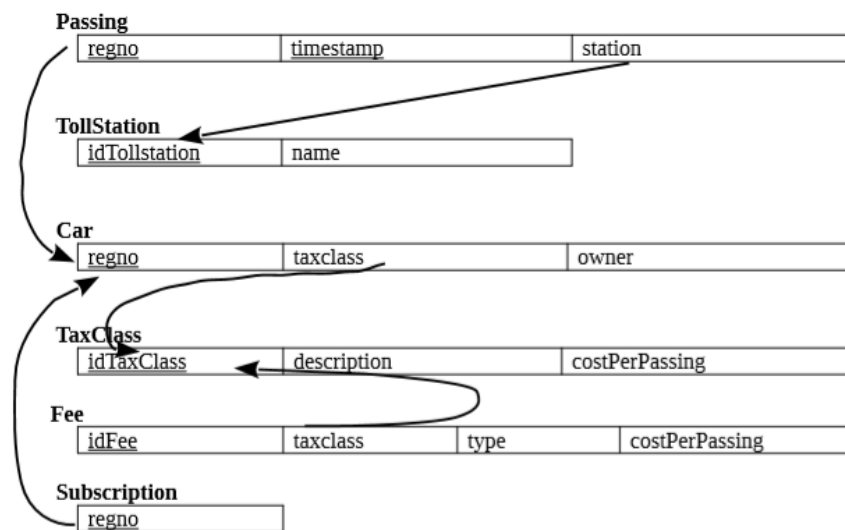 Passing
regno timestamp station
TollStation
idTollstation name
Car
regno taxclass owner
TaxClass
idTaxClass description costPerPassing
Fee
idFee taxclass type costPerPassing
Subscription
regno